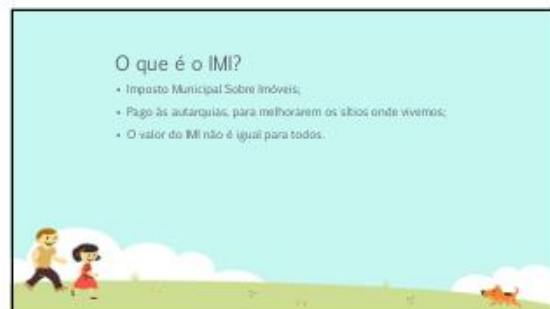 O que é o IMI?
• Imposto Municipal Sobre Imóveis;
• Pago às autarquias, para melhorarem os sítios onde vivemos;
• O valor do IMI não é igual para todos.